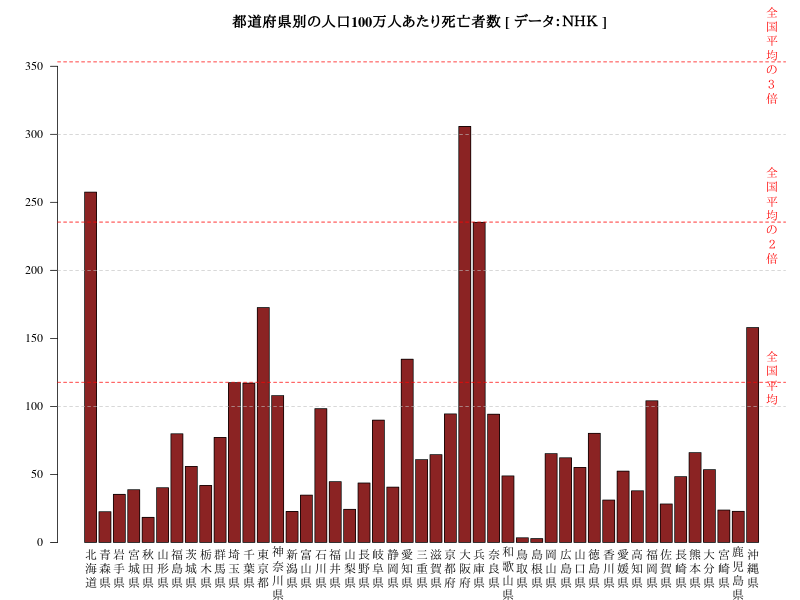 都道府県別の人口100万人あたり死亡者数 [ データ：NHK ]
全国平均の3倍
350
300
全国平均の2倍
250
200
150
全国平均
100
50
0
北海道
青森県
岩手県
宮城県
秋田県
山形県
福島県
茨城県
栃木県
群馬県
埼玉県
千葉県
東京都
神奈川県
新潟県
富山県
石川県
福井県
山梨県
長野県
岐阜県
静岡県
愛知県
三重県
滋賀県
京都府
大阪府
兵庫県
奈良県
和歌山県
鳥取県
島根県
岡山県
広島県
山口県
徳島県
香川県
愛媛県
高知県
福岡県
佐賀県
長崎県
熊本県
大分県
宮崎県
鹿児島県
沖縄県